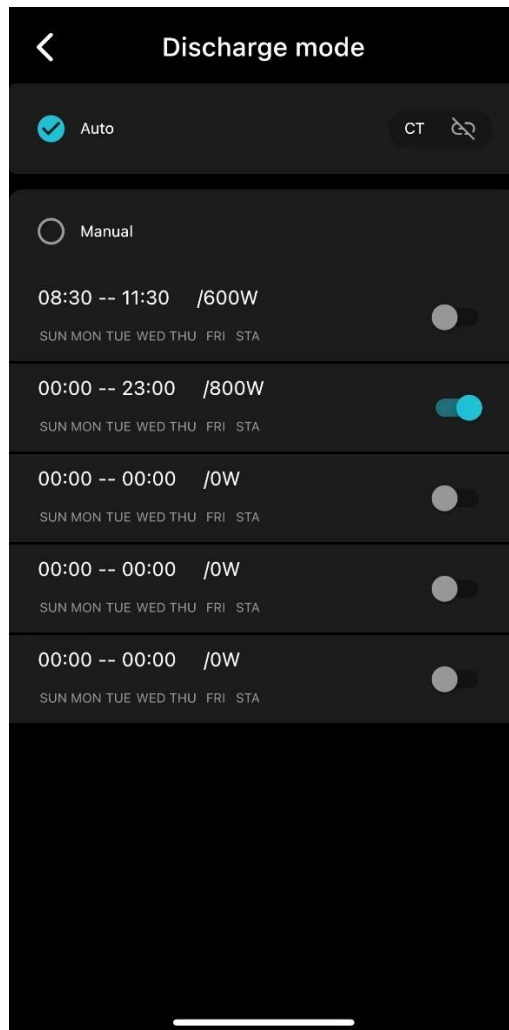 Discharge mode
Auto CT
Manual
08:30 -- 11:30 /600W
SUN MON TUE WED THU FRI STA
00:00 -- 23:00 /800W
SUN MON TUE WED THU FRI STA
00:00 -- 00:00 /0W
SUN MON TUE WED THU FRI STA
00:00 -- 00:00 /0W
SUN MON TUE WED THU FRI STA
00:00 -- 00:00 /0W
SUN MON TUE WED THU FRI STA